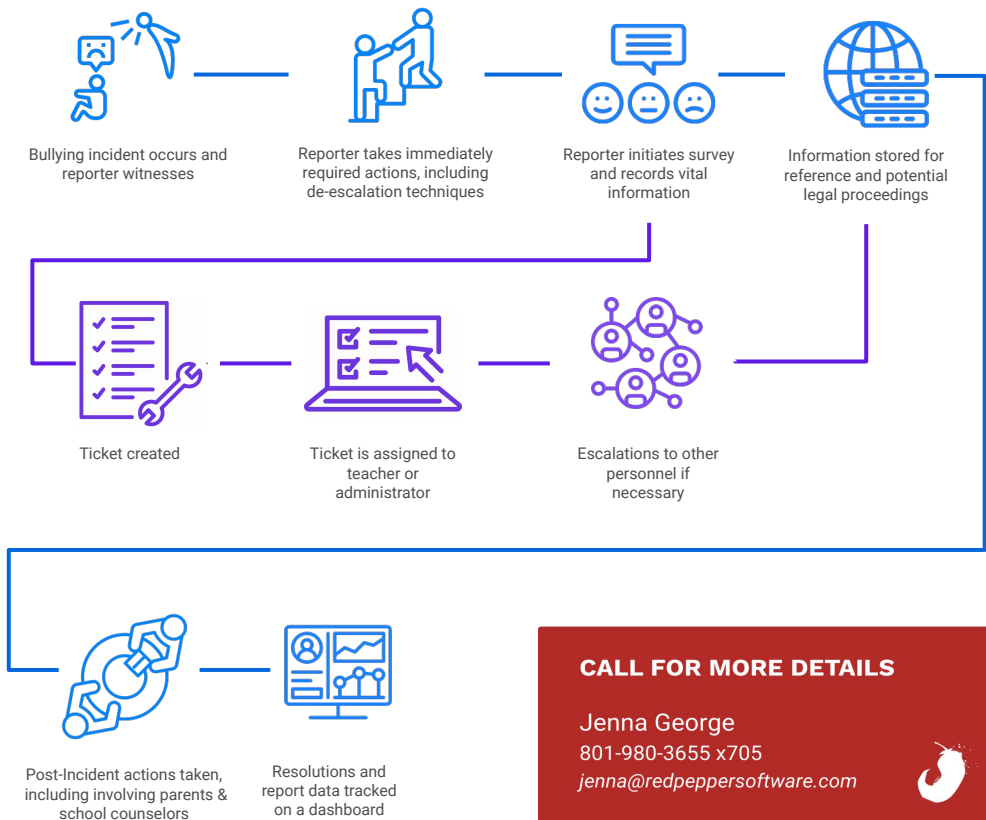 Bullying incident occurs and
reporter witnesses
Reporter takes immediately
required actions, including
de-escalation techniques
Reporter initiates survey
and records vital
information
Information stored for
reference and potential
legal proceedings
Ticket created
Ticket is assigned to
teacher or
administrator
Escalations to other
personnel if
necessary
Post-Incident actions taken,
including involving parents &
school counselors
Resolutions and
report data tracked
on a dashboard
CALL FOR MORE DETAILS
Jenna George
801-980-3655 x705
jenna@redpeppersoftware.com